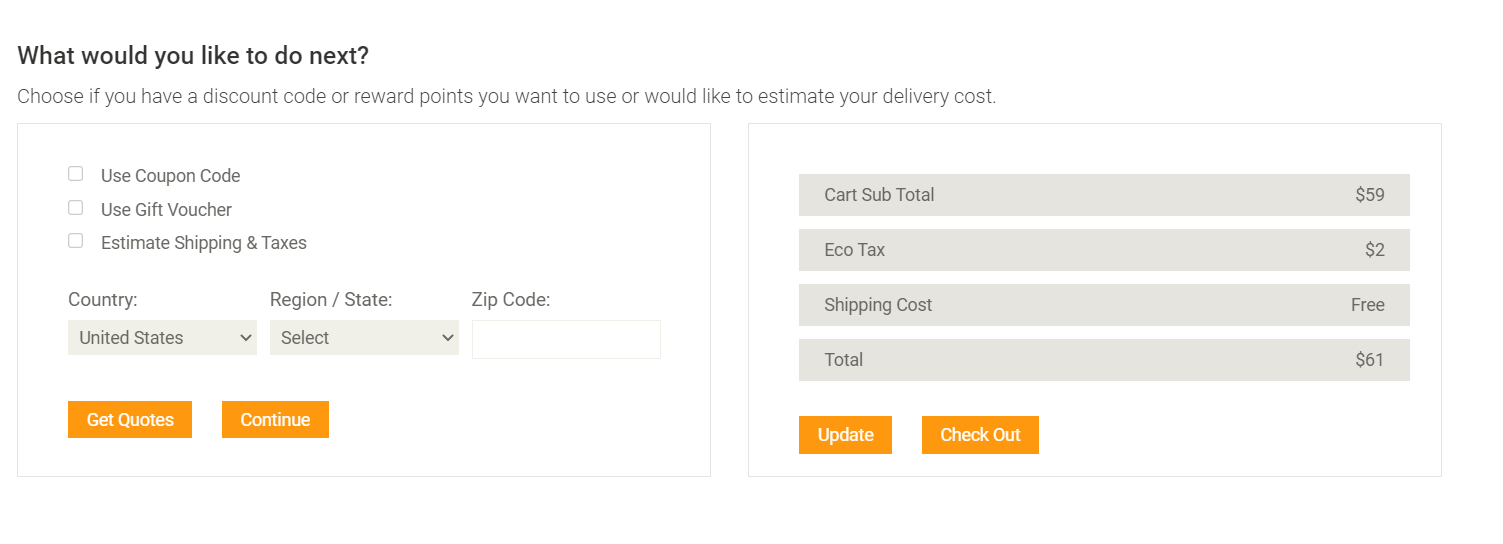 What would you like to do next?
Choose if you have a discount code or reward points you want to use or would like to estimate your delivery cost.
Use Coupon Code
Use Gift Voucher
Estimate Shipping & Taxes
Country: Region / State: Zip Code:
United States Select
Get Quotes Continue
Cart Sub Total $59
Eco Tax $2
Shipping Cost Free
Total $61
Update Check Out